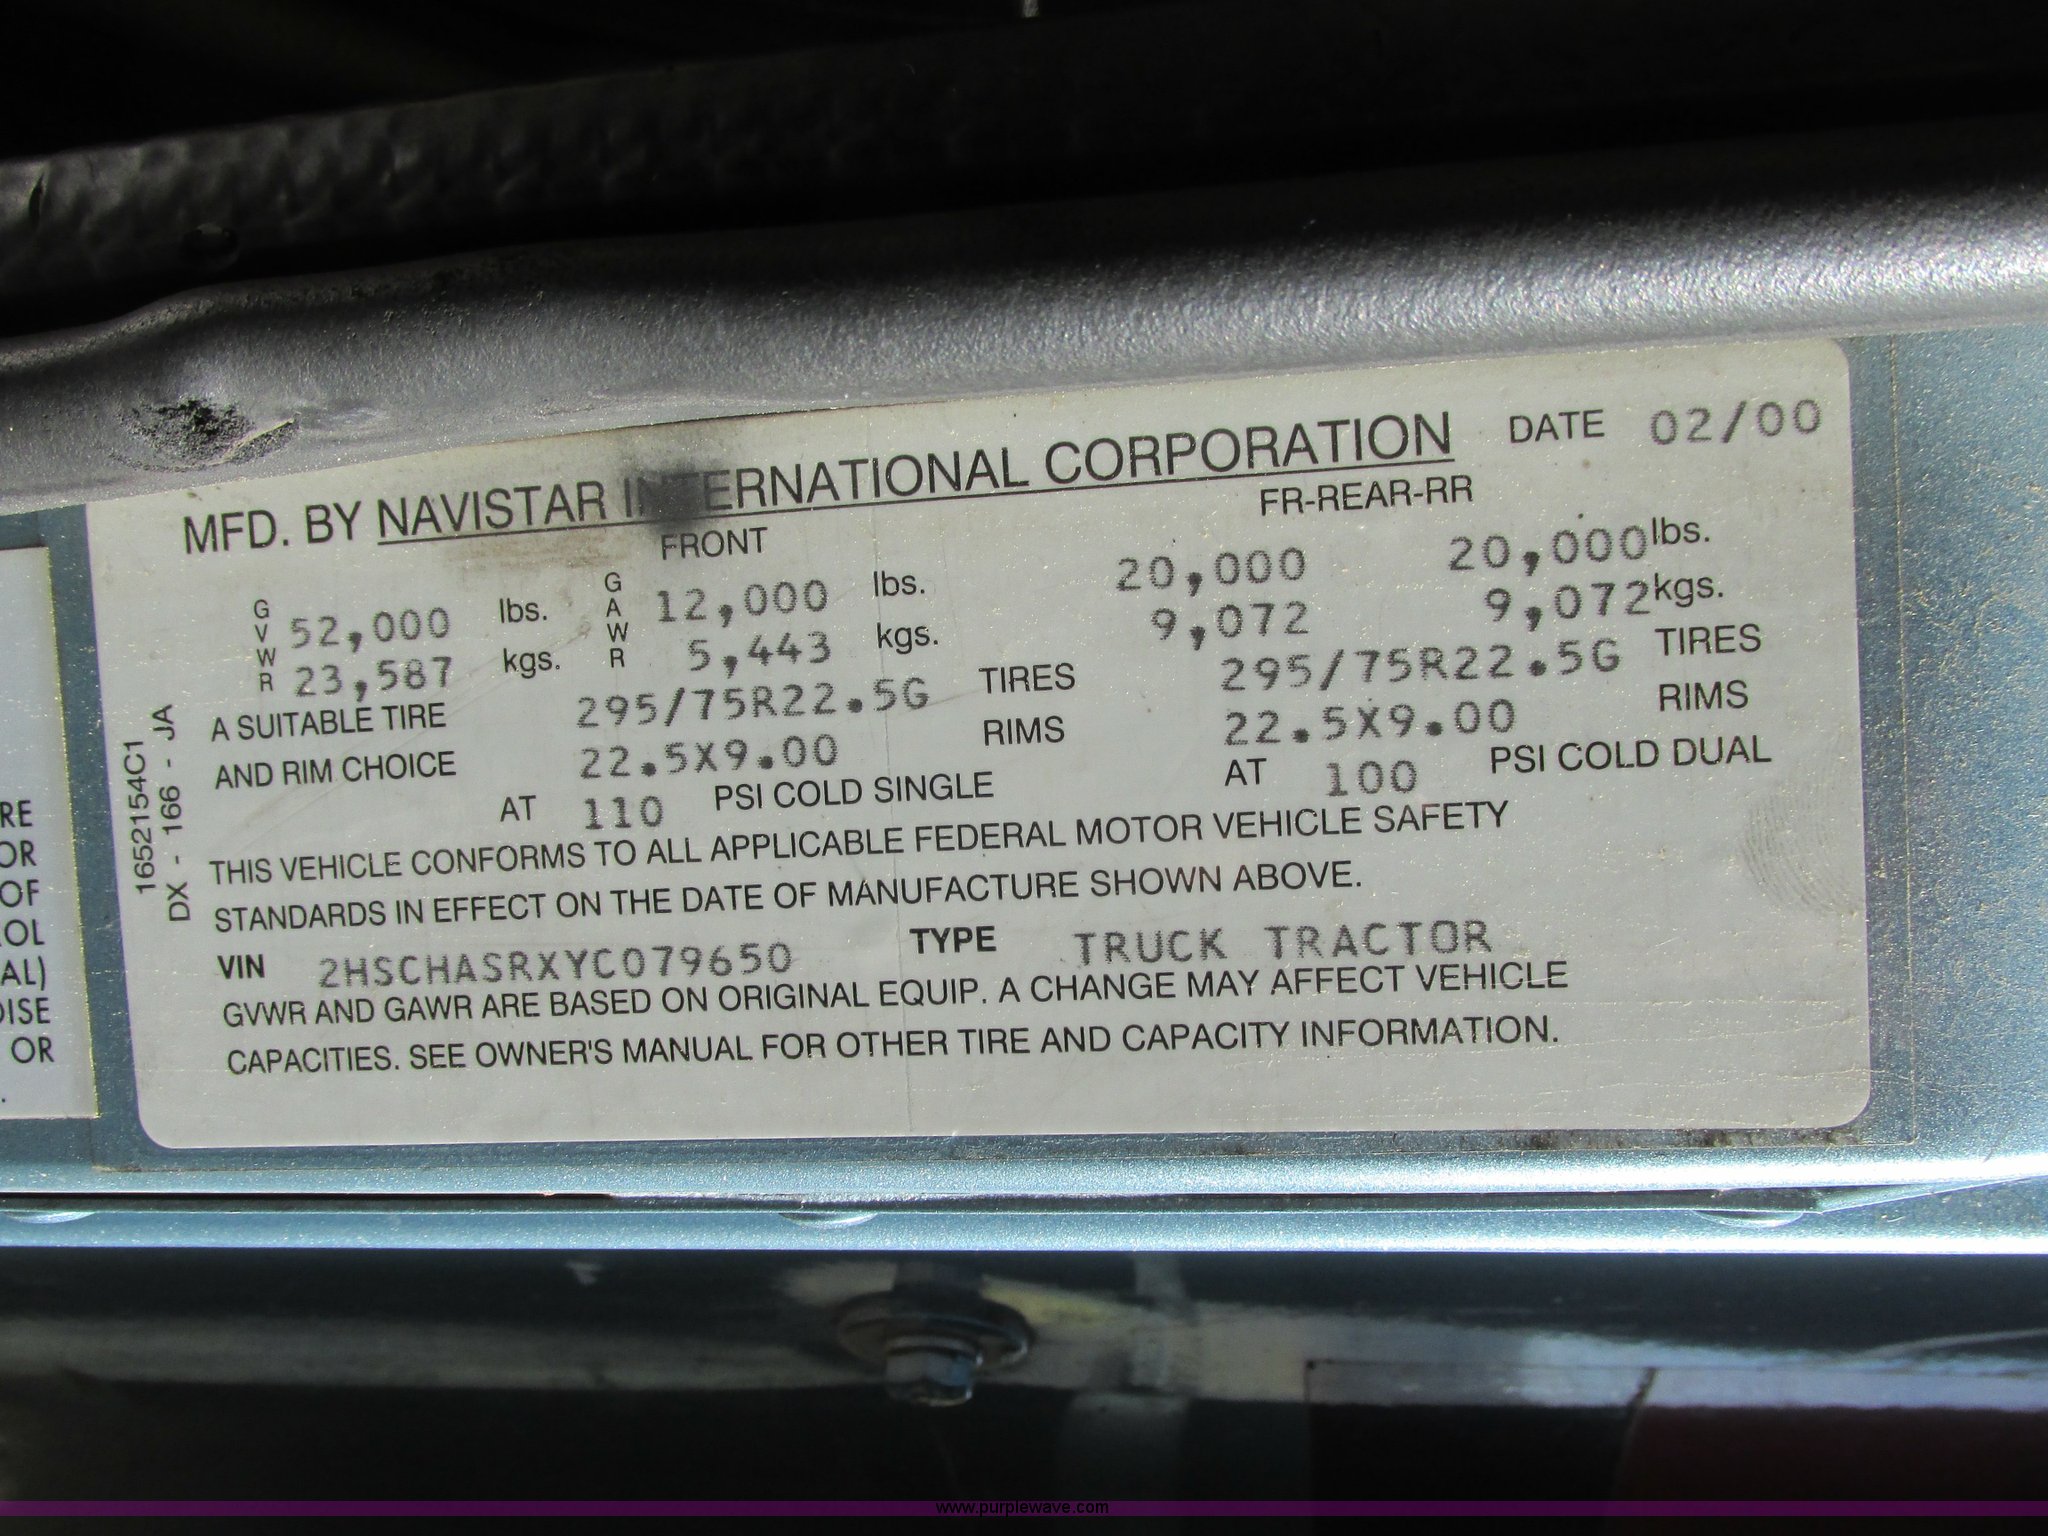 MFD. BY NAVISTAR INTERNATIONAL CORPORATION DATE 02/00
FRONT FR-REAR-RR
GVWR 52,000 lbs. GAWR 12,000 lbs. 20,000 20,000 lbs.
23,587 kgs. 5,443 kgs. 9,072 9,072 kgs.
A SUITABLE TIRE 295/75R22.5G TIRES 295/75R22.5G TIRES
AND RIM CHOICE 22.5X9.00 RIMS 22.5X9.00 RIMS
AT 110 PSI COLD SINGLE AT 100 PSI COLD DUAL
THIS VEHICLE CONFORMS TO ALL APPLICABLE FEDERAL MOTOR VEHICLE SAFETY
STANDARDS IN EFFECT ON THE DATE OF MANUFACTURE SHOWN ABOVE.
VIN 2HSCHASRXYC079650 TYPE TRUCK TRACTOR
GVWR AND GAWR ARE BASED ON ORIGINAL EQUIP. A CHANGE MAY AFFECT VEHICLE
CAPACITIES. SEE OWNER'S MANUAL FOR OTHER TIRE AND CAPACITY INFORMATION.
1652154C1
DX - 166 - JA
OR
OF
OR
www.purplewave.com